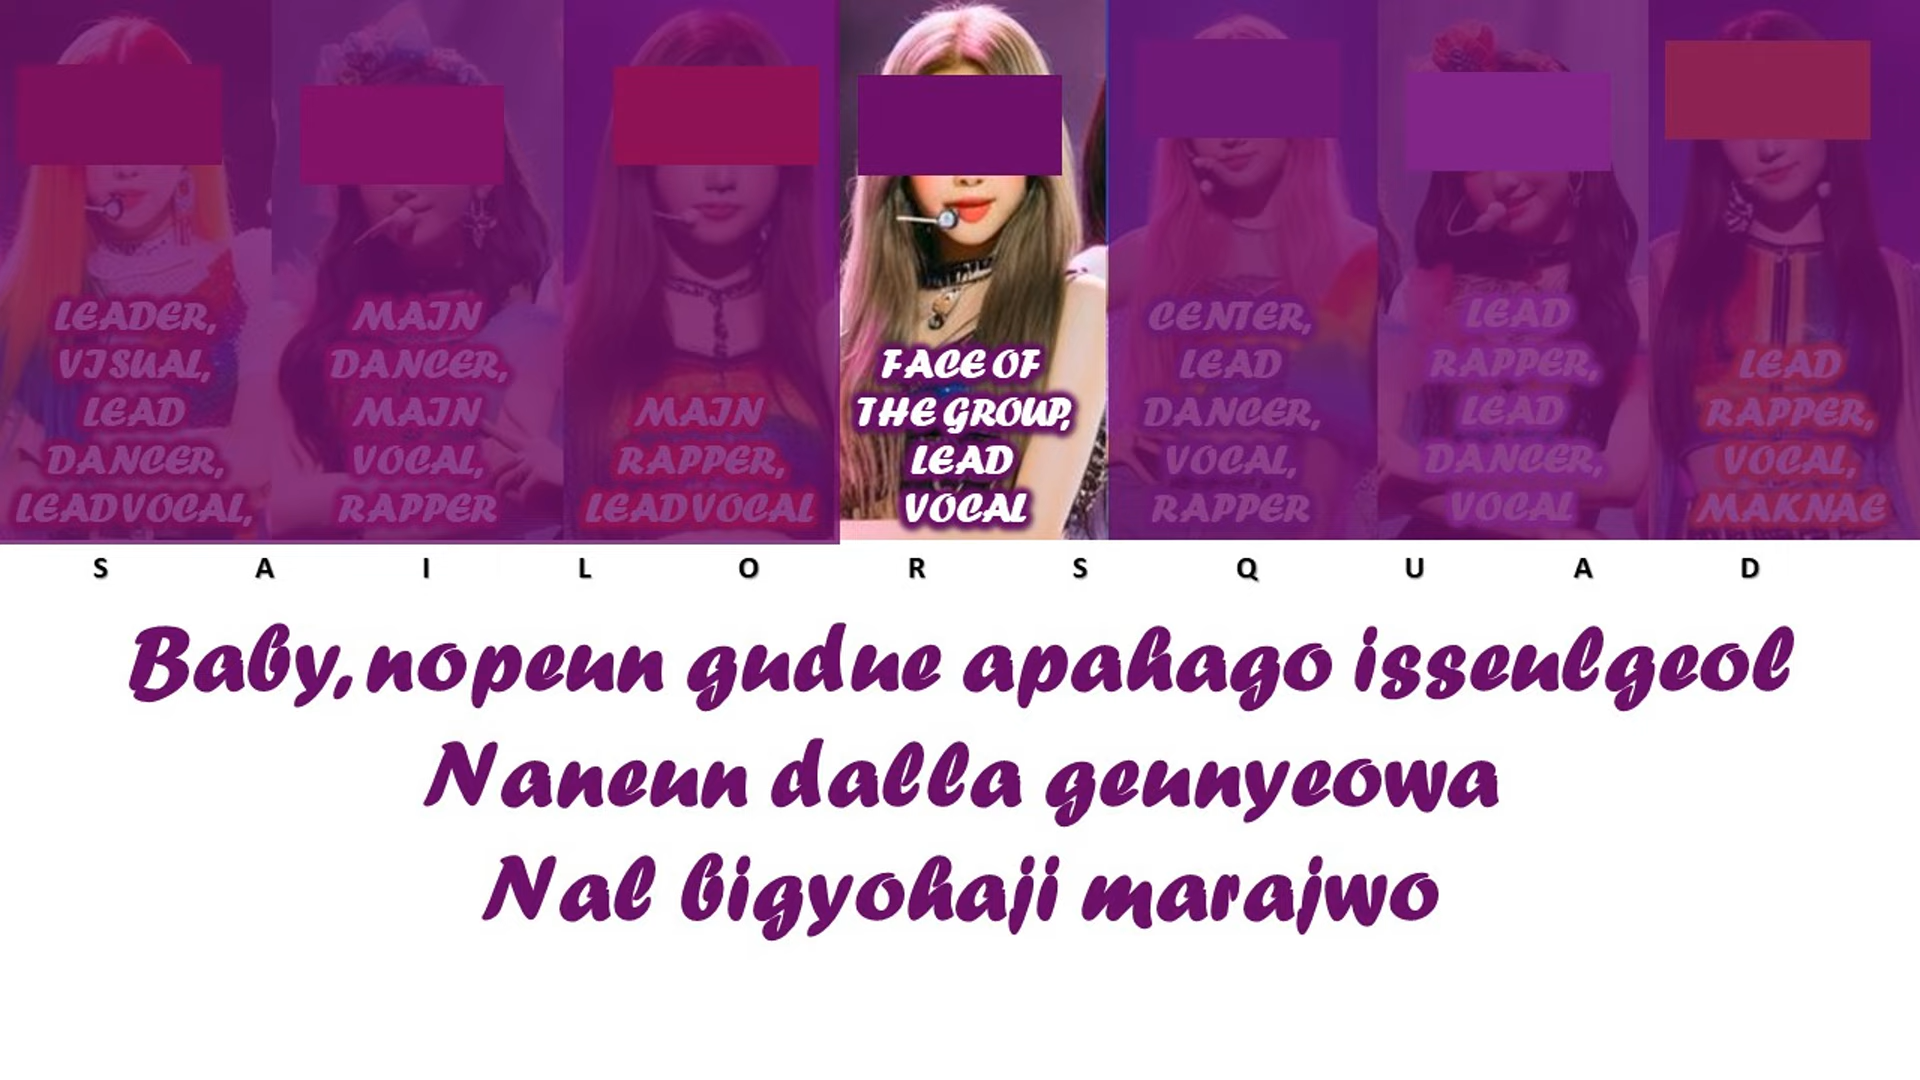 LEADER,
VISUAL,
LEAD
DANCER,
LEADVOCAL,
MAIN
DANCER,
MAIN
VOCAL,
RAPPER
MAIN
RAPPER,
LEADVOCAL
FACE OF
THE GROUP,
LEAD
VOCAL
CENTER,
LEAD
DANCER,
VOCAL,
RAPPER
LEAD
RAPPER,
LEAD
DANCER,
VOCAL
LEAD
RAPPER,
VOCAL,
MAKNAE
S A I L O R S Q U A D
Baby, nopeun gudue apahago isseulgeol
Naneun dalla geunyeowa
Nal bigyohaji marajwo